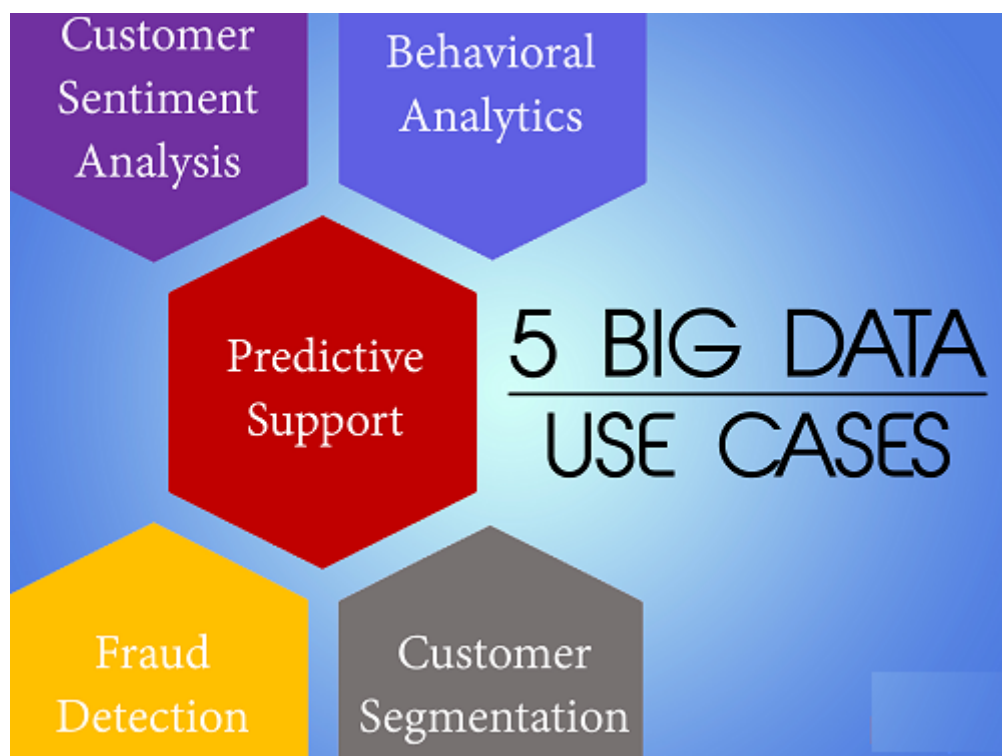 Customer
Sentiment
Analysis
Behavioral
Analytics
Predictive
Support
5 BIG DATA
USE CASES
Fraud
Detection
Customer
Segmentation